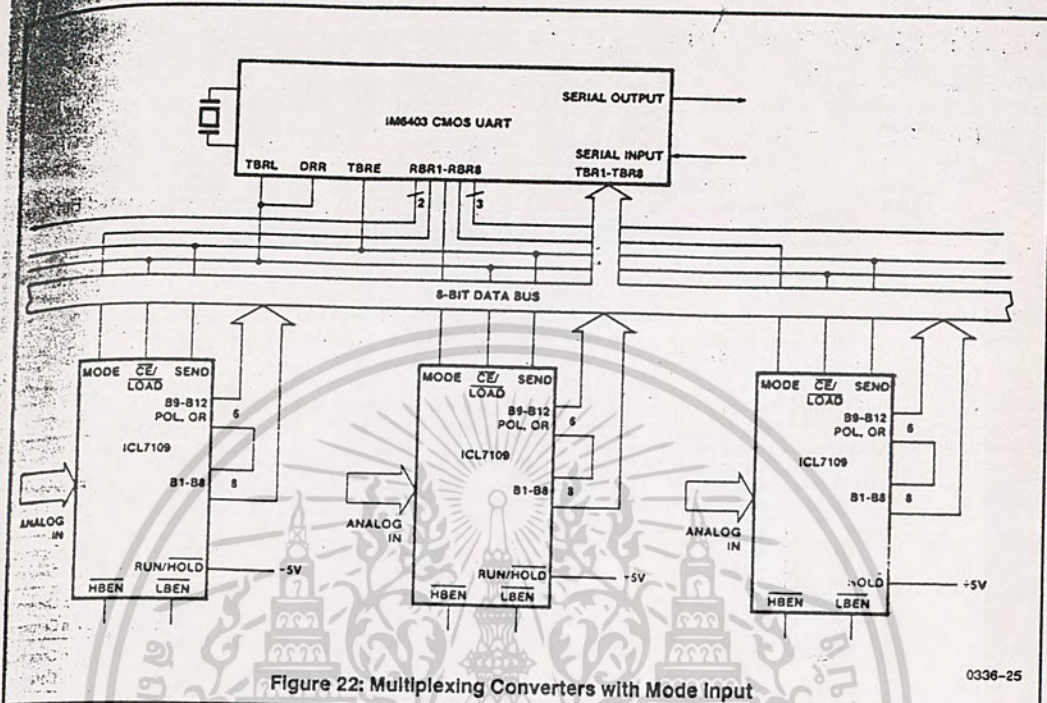 SERIAL OUTPUT
IM6403 CMOS UART
SERIAL INPUT
TBRL DRR TBRE RBR1-RBR8 TBR1-TBR8
2 3
8-BIT DATA BUS
MODE CE/LOAD SEND
B9-B12
POL, OR
6
ICL7109
B1-B8
8
ANALOG
IN
RUN/HOLD
-5V
HBEN LBEN
MODE CE/LOAD SEND
B9-B12
POL, OR
6
ICL7109
B1-B8
8
ANALOG
IN
RUN/HOLD
-5V
HBEN LBEN
MODE CE/LOAD SEND
B9-B12
POL, OR
6
ICL7109
B1-B8
8
ANALOG
IN
HOLD
+5V
HBEN LBEN
Figure 22: Multiplexing Converters with Mode Input
0336-25